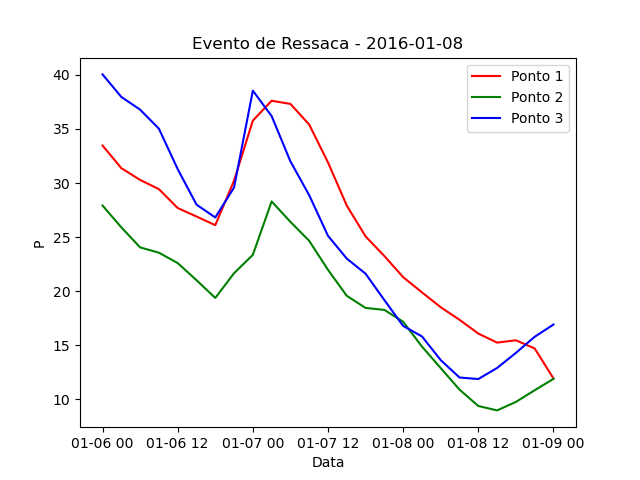 Evento de Ressaca - 2016-01-08
Ponto 1
Ponto 2
Ponto 3
P
40
35
30
25
20
15
10
01-06 00 01-06 12 01-07 00 01-07 12 01-08 00 01-08 12 01-09 00
Data